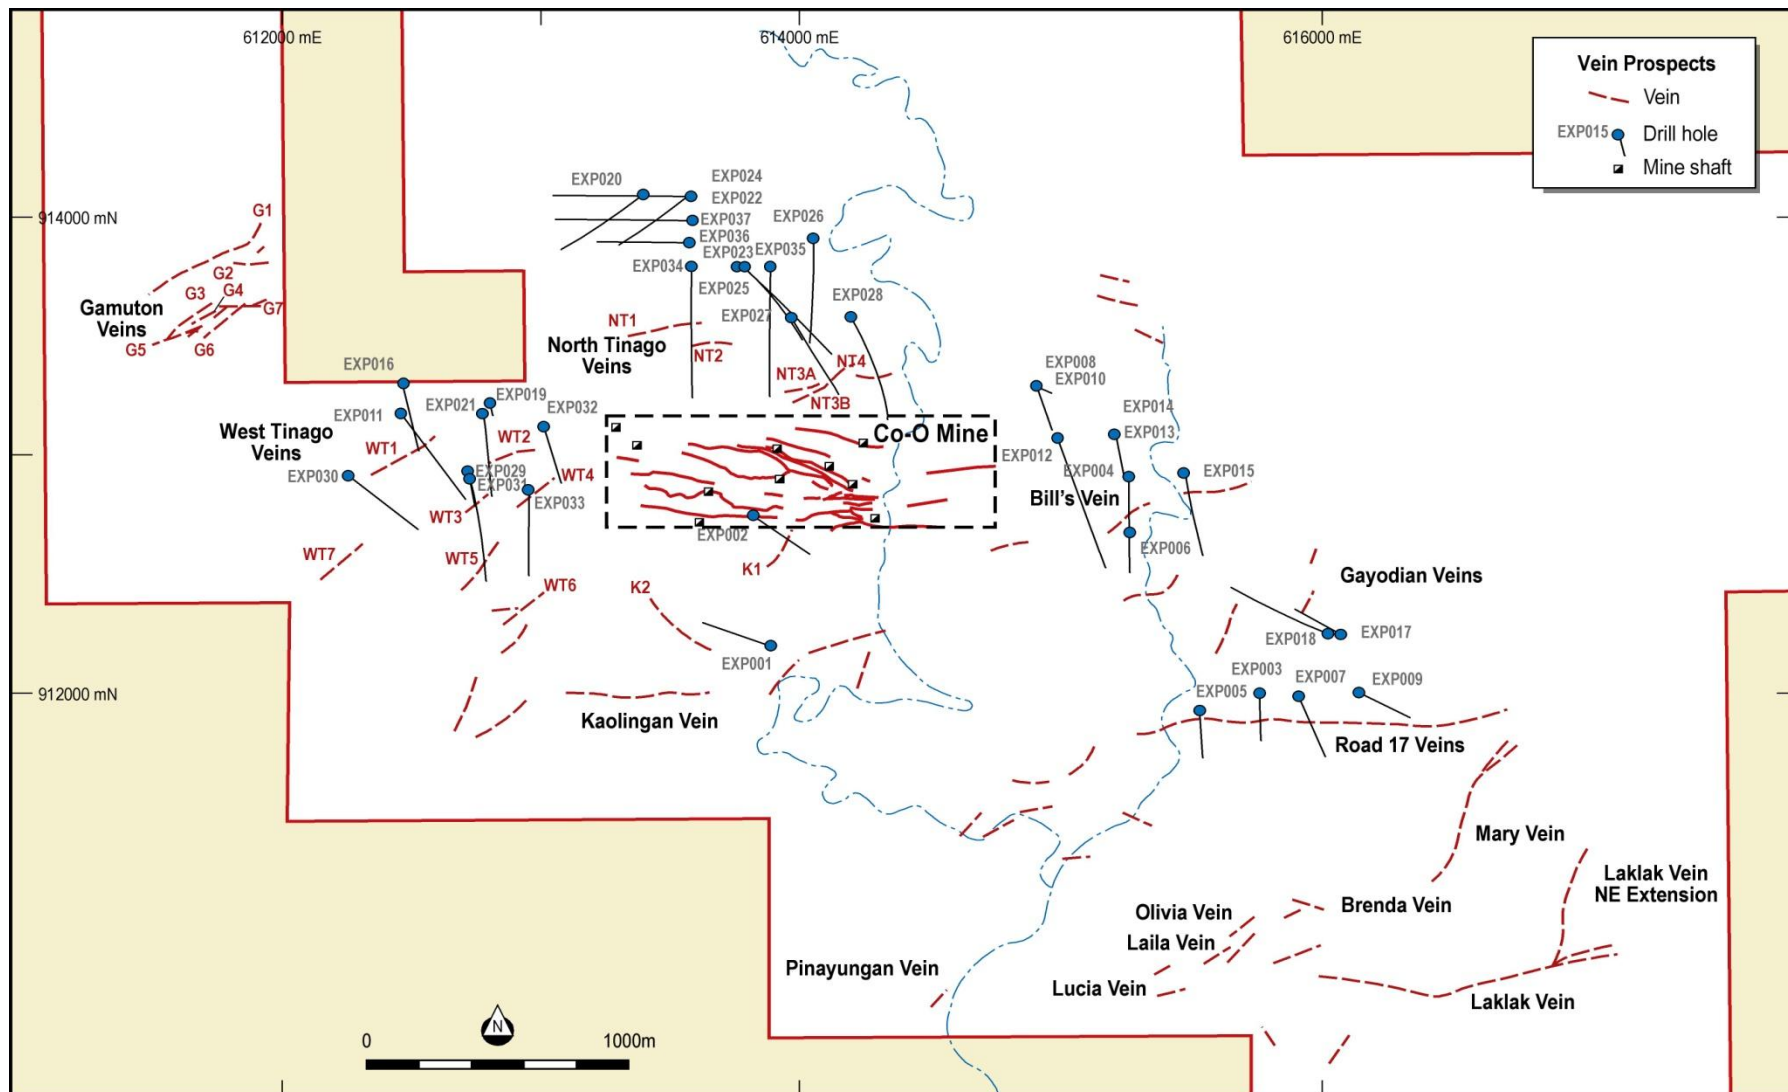 612000 mE
614000 mE
616000 mE
Vein Prospects
Vein
EXP015
Drill hole
Mine shaft
914000 mN
912000 mN
G1
G2
G3
G4
G7
G5
G6
Gamuton
Veins
EXP020
EXP024
EXP022
EXP037
EXP036
EXP026
EXP023
EXP035
EXP034
EXP025
EXP028
EXP027
NT1
NT2
NT3A
NT4
NT3B
North Tinago
Veins
EXP016
EXP011
EXP021
EXP019
EXP032
West Tinago
Veins
WT1
WT2
EXP030
EXP029
EXP031
WT4
EXP033
WT3
WT7
WT5
WT6
Co-O Mine
EXP002
K1
K2
EXP001
Kaolingan Vein
EXP008
EXP010
EXP014
EXP013
EXP012
EXP004
EXP015
Bill's Vein
EXP006
Gayodian Veins
EXP018
EXP017
EXP003
EXP007
EXP009
EXP005
Road 17 Veins
Mary Vein
Laklak Vein
NE Extension
Brenda Vein
Olivia Vein
Laila Vein
Lucia Vein
Pinayungan Vein
Laklak Vein
N
0
1000m